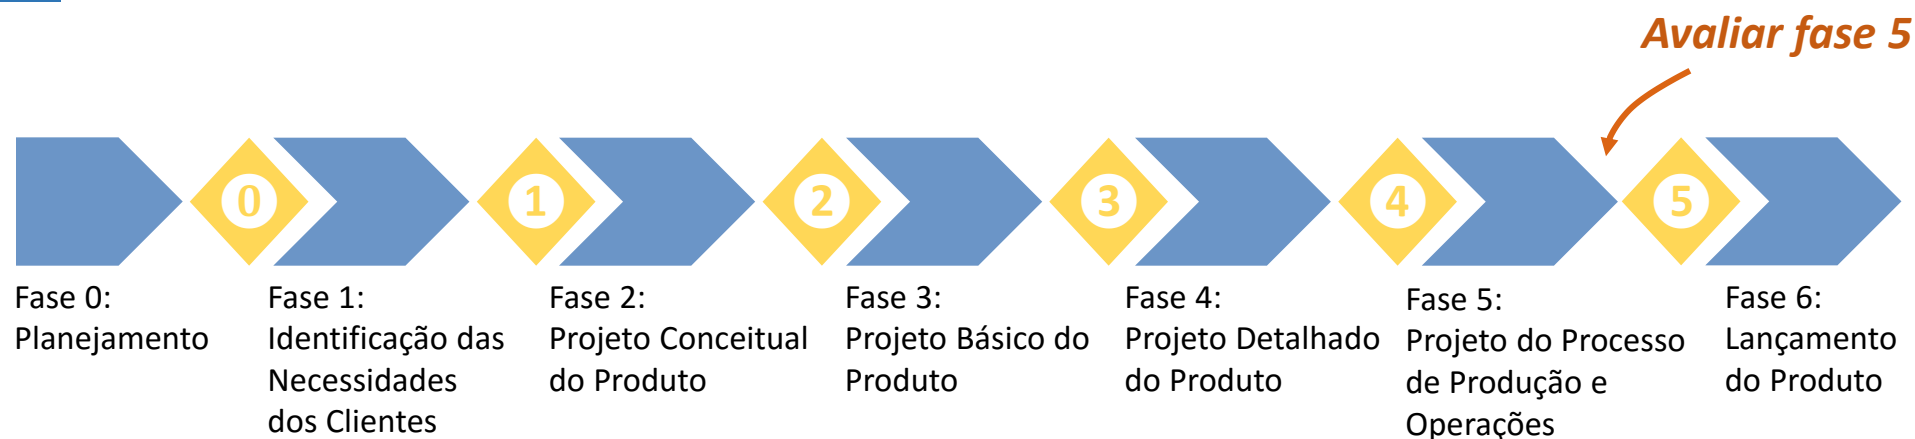 Avaliar fase 5
0
1
2
3
4
5
Fase 0:
Planejamento
Fase 1:
Identificação das
Necessidades
dos Clientes
Fase 2:
Projeto Conceitual
do Produto
Fase 3:
Projeto Básico do
Produto
Fase 4:
Projeto Detalhado
do Produto
Fase 5:
Projeto do Processo
de Produção e
Operações
Fase 6:
Lançamento
do Produto